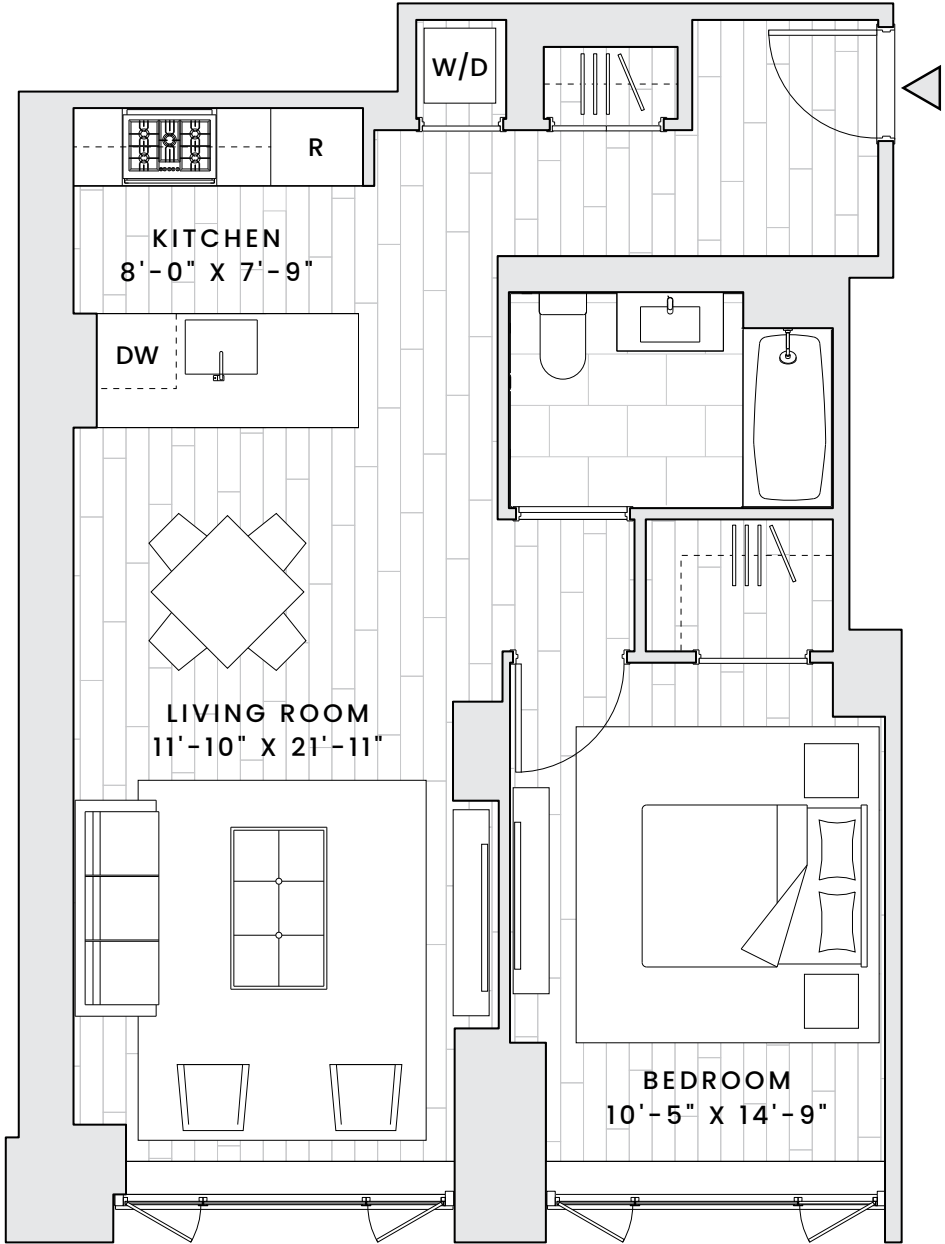 W/D
R
KITCHEN
8'-0" X 7'-9"
DW
LIVING ROOM
11'-10" X 21'-11"
BEDROOM
10'-5" X 14'-9"